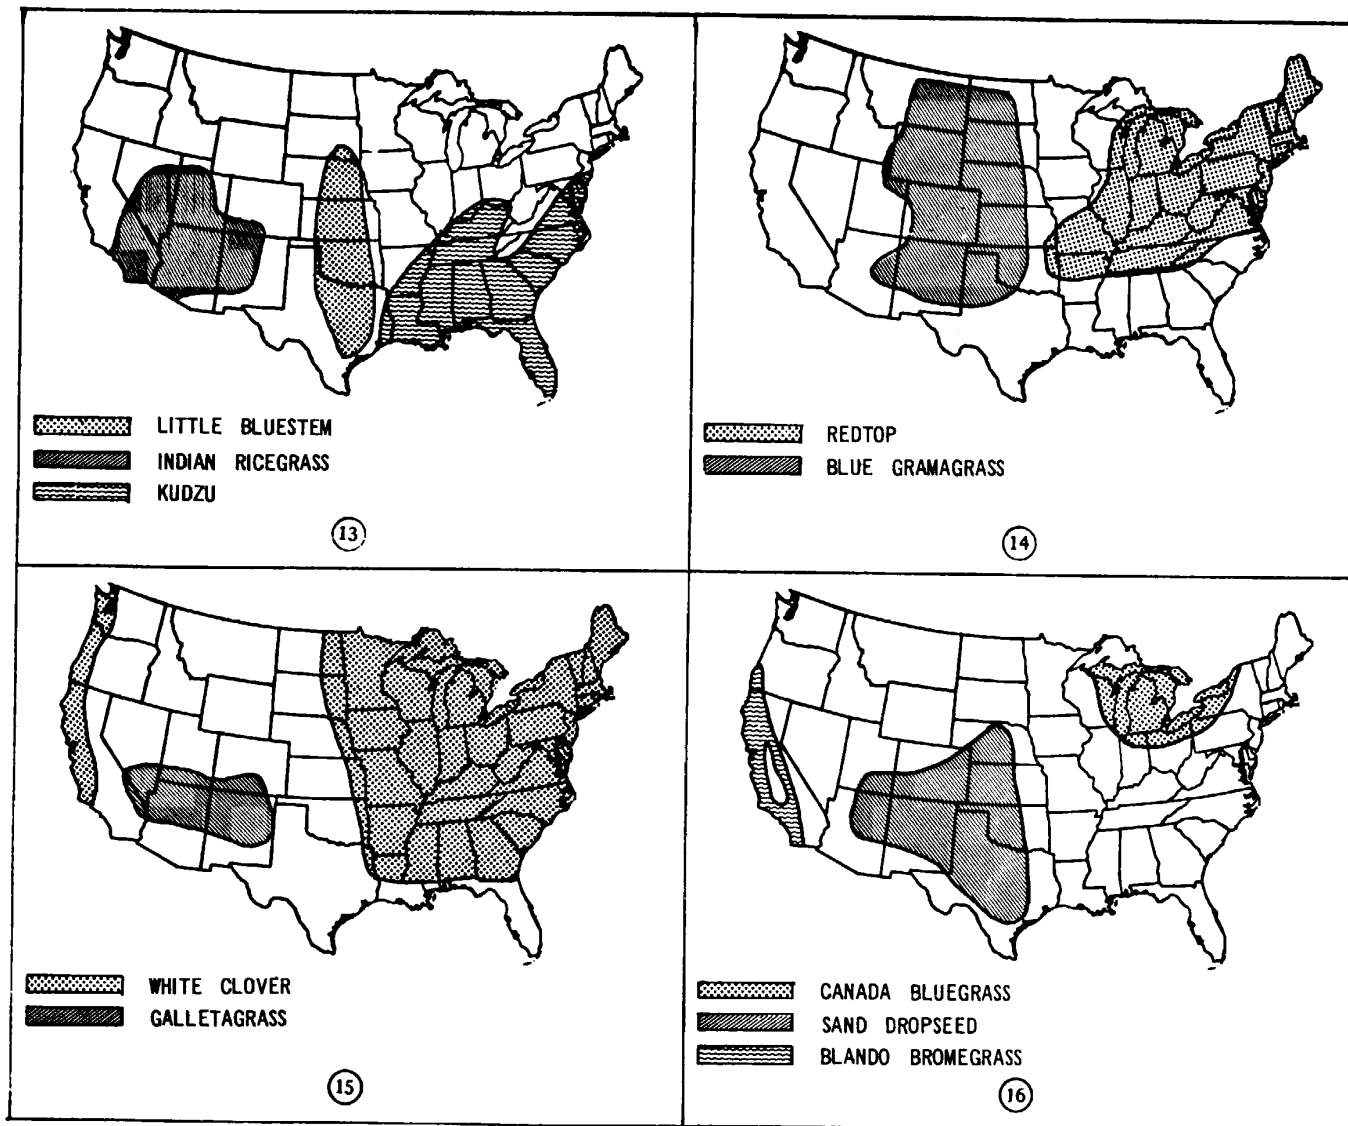 LITTLE BLUESTEM
INDIAN RICEGRASS
KUDZU
13
REDTOP
BLUE GRAMAGRASS
14
WHITE CLOVER
GALLETAGRASS
15
CANADA BLUEGRASS
SAND DROPSEED
BLANDO BROMEGRASS
16